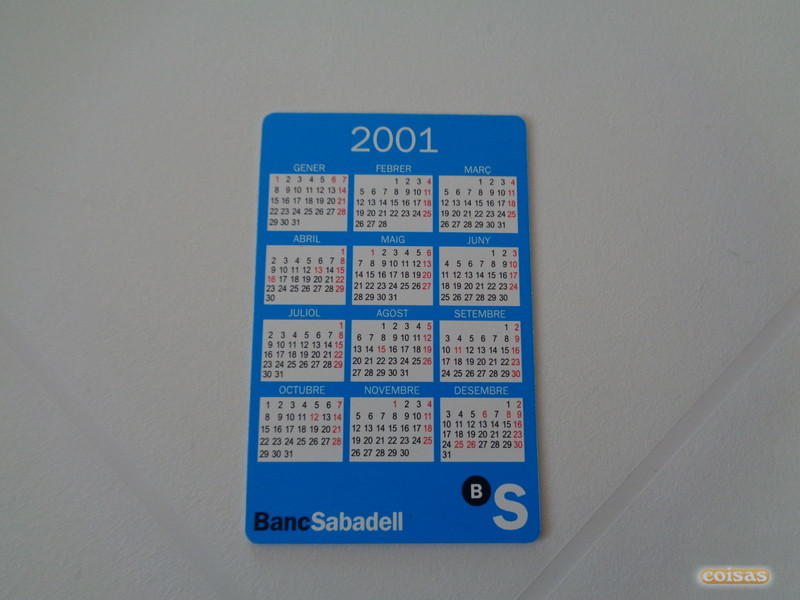 2001
GENER
1 2 3 4 5 6 7
8 9 10 11 12 13 14
15 16 17 18 19 20 21
22 23 24 25 26 27 28
29 30 31
FEBRER
1 2 3 4
5 6 7 8 9 10 11
12 13 14 15 16 17 18
19 20 21 22 23 24 25
26 27 28
MARÇ
1 2 3 4
5 6 7 8 9 10 11
12 13 14 15 16 17 18
19 20 21 22 23 24 25
26 27 28 29 30 31
ABRIL
1
2 3 4 5 6 7 8
9 10 11 12 13 14 15
16 17 18 19 20 21 22
23 24 25 26 27 28 29
30
MAIG
1 2 3 4 5 6
7 8 9 10 11 12 13
14 15 16 17 18 19 20
21 22 23 24 25 26 27
28 29 30 31
JUNY
1 2 3
4 5 6 7 8 9 10
11 12 13 14 15 16 17
18 19 20 21 22 23 24
25 26 27 28 29 30
JULIOL
1
2 3 4 5 6 7 8
9 10 11 12 13 14 15
16 17 18 19 20 21 22
23 24 25 26 27 28 29
30 31
AGOST
1 2 3 4 5
6 7 8 9 10 11 12
13 14 15 16 17 18 19
20 21 22 23 24 25 26
27 28 29 30 31
SETEMBRE
1 2
3 4 5 6 7 8 9
10 11 12 13 14 15 16
17 18 19 20 21 22 23
24 25 26 27 28 29 30
OCTUBRE
1 2 3 4 5 6 7
8 9 10 11 12 13 14
15 16 17 18 19 20 21
22 23 24 25 26 27 28
29 30 31
NOVEMBRE
1 2 3 4
5 6 7 8 9 10 11
12 13 14 15 16 17 18
19 20 21 22 23 24 25
26 27 28 29 30
DESEMBRE
1 2
3 4 5 6 7 8 9
10 11 12 13 14 15 16
17 18 19 20 21 22 23
24 25 26 27 28 29 30
31
BancSabadell
B S
coisas